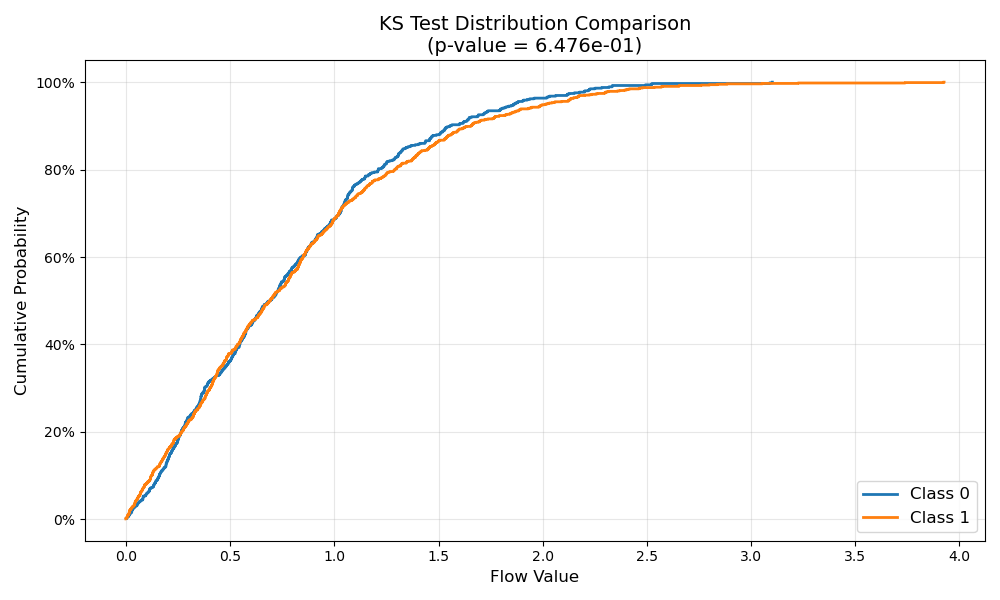 KS Test Distribution Comparison
(p-value = 6.476e-01)
Cumulative Probability
100%
80%
60%
40%
20%
0%
Class 0
Class 1
0.0 0.5 1.0 1.5 2.0 2.5 3.0 3.5 4.0
Flow Value